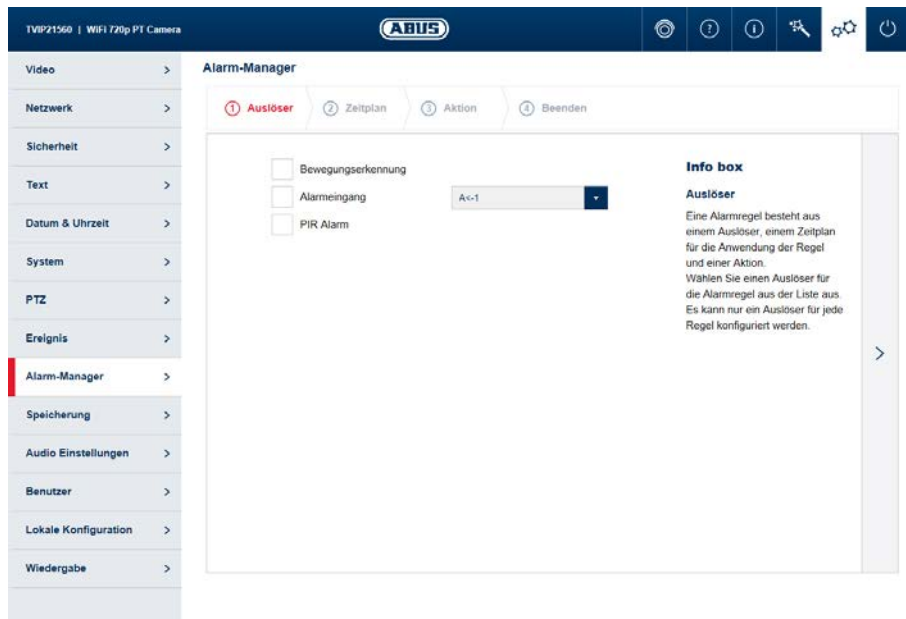 TVIP21560 | WiFi 720p PT Camera
ABUS
?
i
Video >
Netzwerk >
Sicherheit >
Text >
Datum & Uhrzeit >
System >
PTZ >
Ereignis >
Alarm-Manager >
Speicherung >
Audio Einstellungen >
Benutzer >
Lokale Konfiguration >
Wiedergabe >
Alarm-Manager
1 Auslöser
2 Zeitplan
3 Aktion
4 Beenden
Bewegungserkennung
Alarmeingang A<-1
PIR Alarm
Info box
Auslöser
Eine Alarmregel besteht aus
einem Auslöser, einem Zeitplan
für die Anwendung der Regel
und einer Aktion.
Wählen Sie einen Auslöser für
die Alarmregel aus der Liste aus.
Es kann nur ein Auslöser für jede
Regel konfiguriert werden.
>